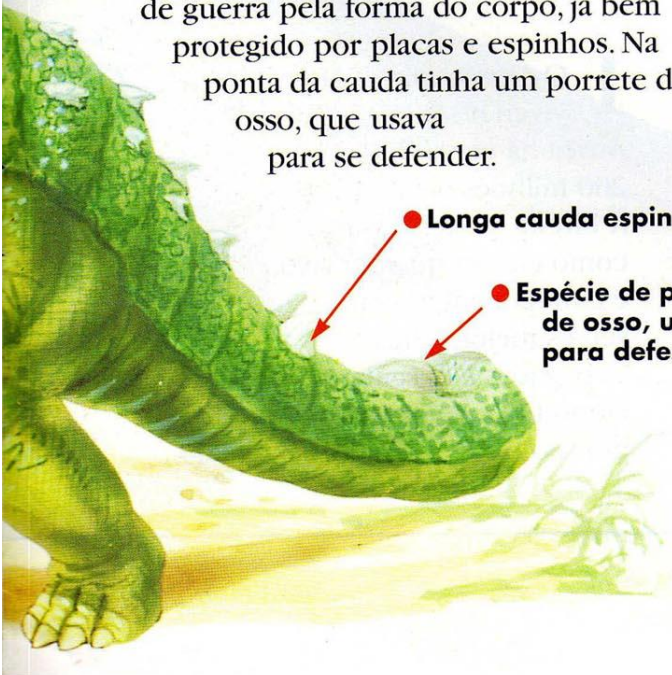 de guerra pela forma do corpo, já bem
protegido por placas e espinhos. Na
ponta da cauda tinha um porrete d
osso, que usava
para se defender.
Longa cauda espin
Espécie de p
de osso, u
para defe